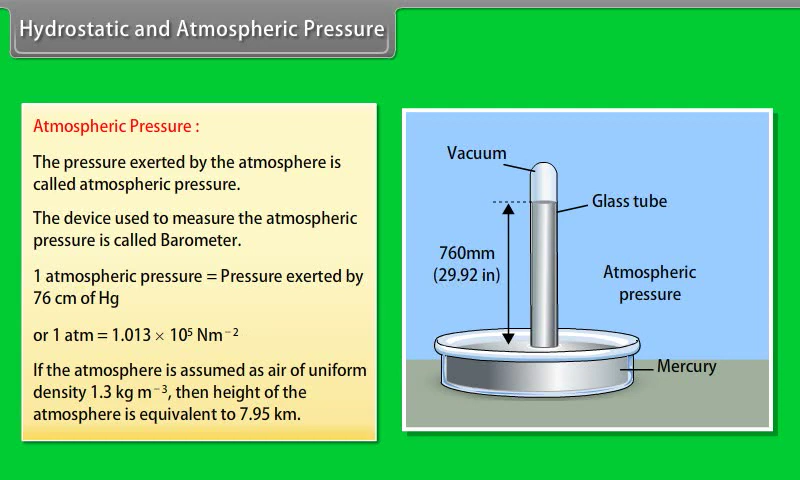 Hydrostatic and Atmospheric Pressure
Atmospheric Pressure :
The pressure exerted by the atmosphere is
called atmospheric pressure.
The device used to measure the atmospheric
pressure is called Barometer.
1 atmospheric pressure = Pressure exerted by
76 cm of Hg
or 1 atm = 1.013 × 10⁵ Nm⁻²
If the atmosphere is assumed as air of uniform
density 1.3 kg m⁻³, then height of the
atmosphere is equivalent to 7.95 km.
Vacuum
Glass tube
760mm
(29.92 in)
Atmospheric
pressure
Mercury